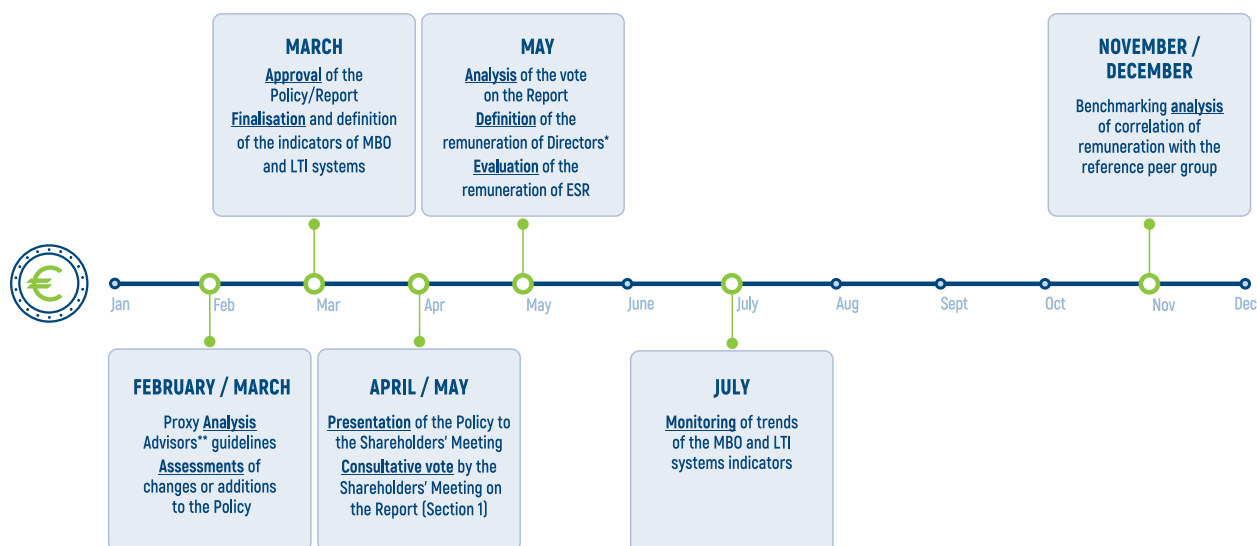 MARCH
Approval of the
Policy/Report
Finalisation and definition
of the indicators of MBO
and LTI systems
MAY
Analysis of the vote
on the Report
Definition of the
remuneration of Directors*
Evaluation of the
remuneration of ESR
NOVEMBER /
DECEMBER
Benchmarking analysis
of correlation of
remuneration with the
reference peer group
€
Jan
Feb
Mar
Apr
May
June
July
Aug
Sept
Oct
Nov
Dec
FEBRUARY / MARCH
Proxy Analysis
Advisors** guidelines
Assessments of
changes or additions
to the Policy
APRIL / MAY
Presentation of the Policy to
the Shareholders' Meeting
Consultative vote by the
Shareholders' Meeting on
the Report (Section 1)
JULY
Monitoring of trends
of the MBO and LTI
systems indicators